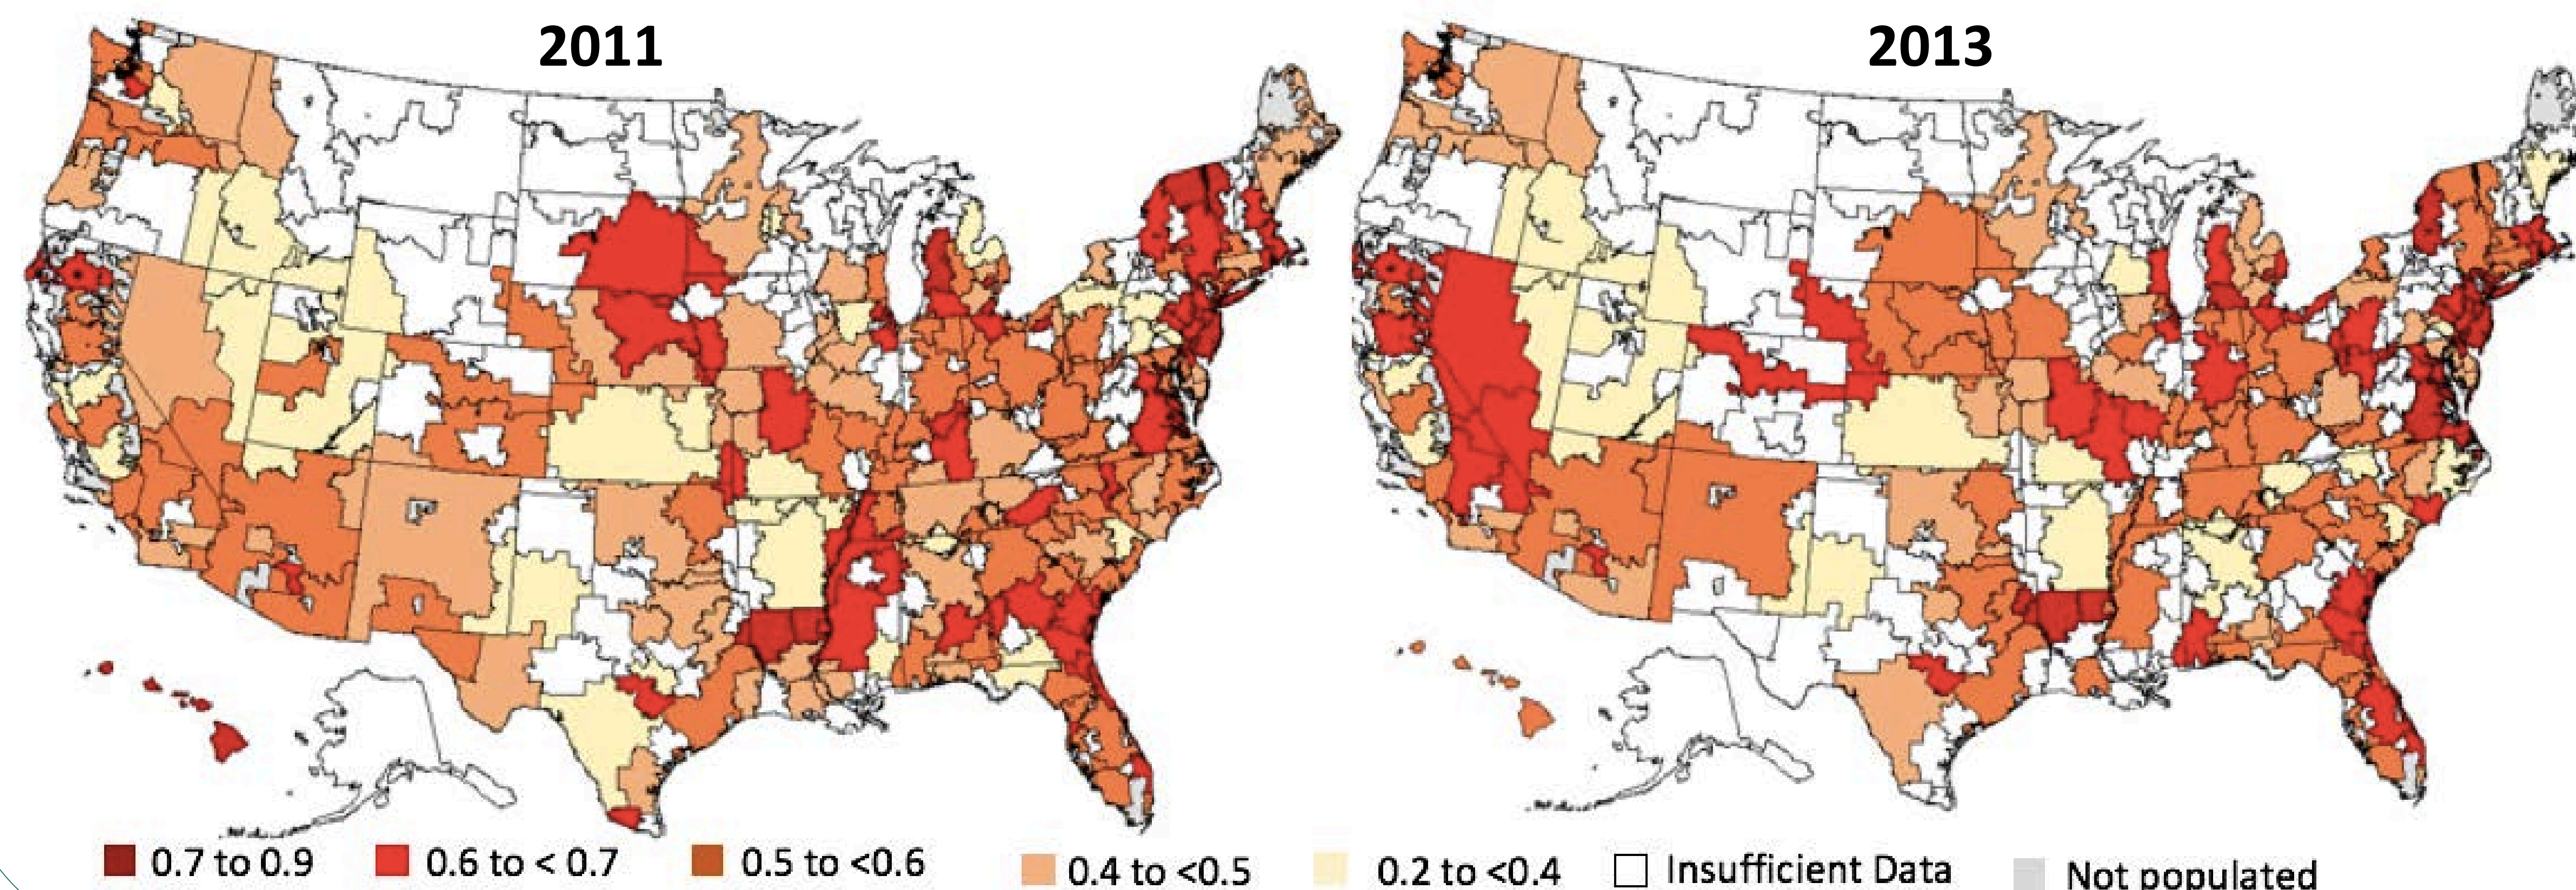 2011
2013
0.7 to 0.9
0.6 to < 0.7
0.5 to <0.6
0.4 to <0.5
0.2 to <0.4
Insufficient Data
Not populated